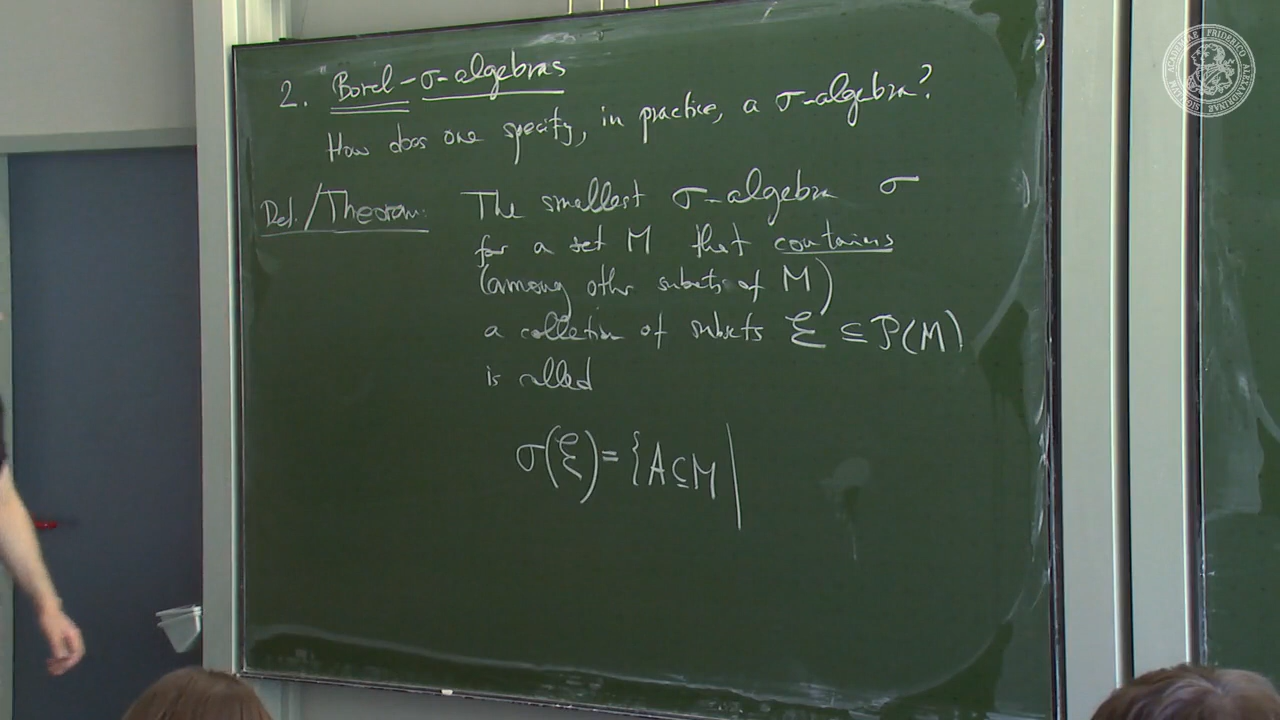 2. Borel-σ-algebras
How does one specify, in practice, a σ-algebra?
Def./Theorem: The smallest σ-algebra σ
for a set M that contains
(among other subsets of M)
a collection of subsets ℰ ⊆ P(M)
is called
σ(ℰ) = {A ⊆ M |